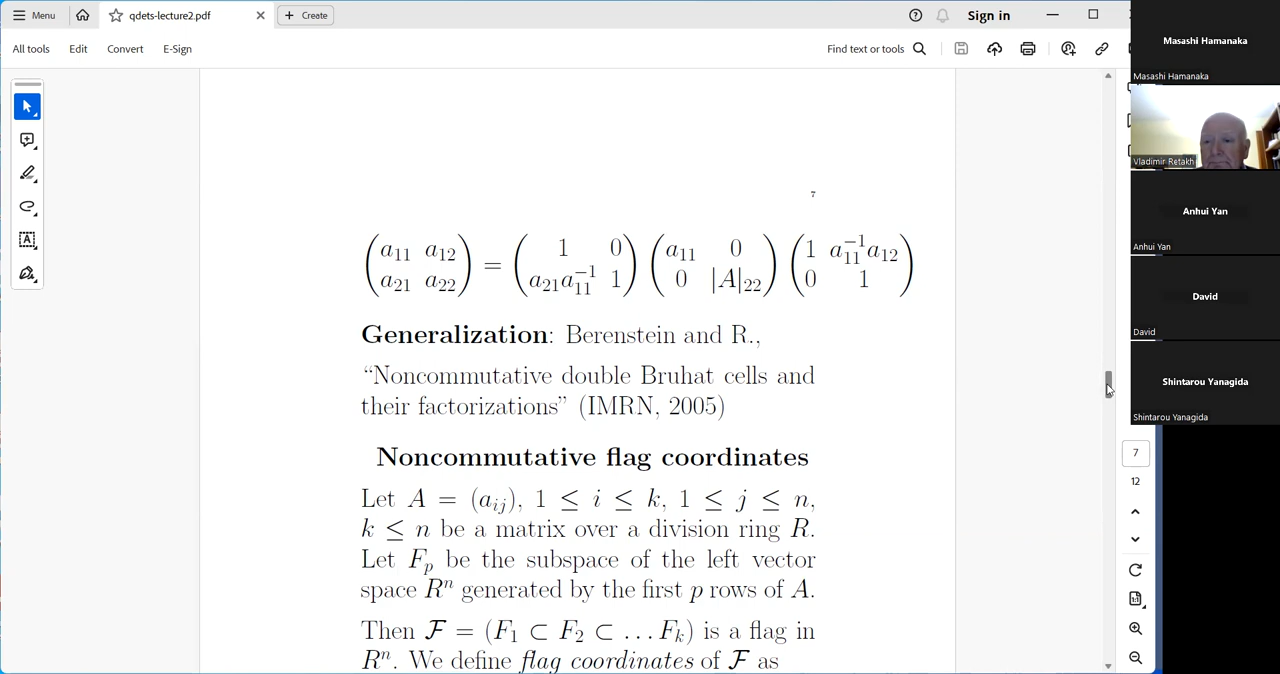 Menu
qdets-lecture2.pdf
Create
Sign in
All tools
Edit
Convert
E-Sign
Find text or tools
7
( a₁₁ a₁₂ ) = ( 1 0 ) ( a₁₁ 0 ) ( 1 a₁₁⁻¹a₁₂ )
( a₂₁ a₂₂ ) ( a₂₁a₁₁⁻¹ 1 ) ( 0 |A|₂₂ ) ( 0 1 )
Generalization: Berenstein and R.,
“Noncommutative double Bruhat cells and
their factorizations” (IMRN, 2005)
Noncommutative flag coordinates
Let A = (aᵢⱼ), 1 ≤ i ≤ k, 1 ≤ j ≤ n,
k ≤ n be a matrix over a division ring R.
Let Fₚ be the subspace of the left vector
space Rⁿ generated by the first p rows of A.
Then ℱ = (F₁ ⊂ F₂ ⊂ … Fₖ) is a flag in
Rⁿ. We define flag coordinates of ℱ as
7
12
1:1
Masashi Hamanaka
Masashi Hamanaka
Vladimir Retakh
Anhui Yan
Anhui Yan
David
David
Shintarou Yanagida
Shintarou Yanagida